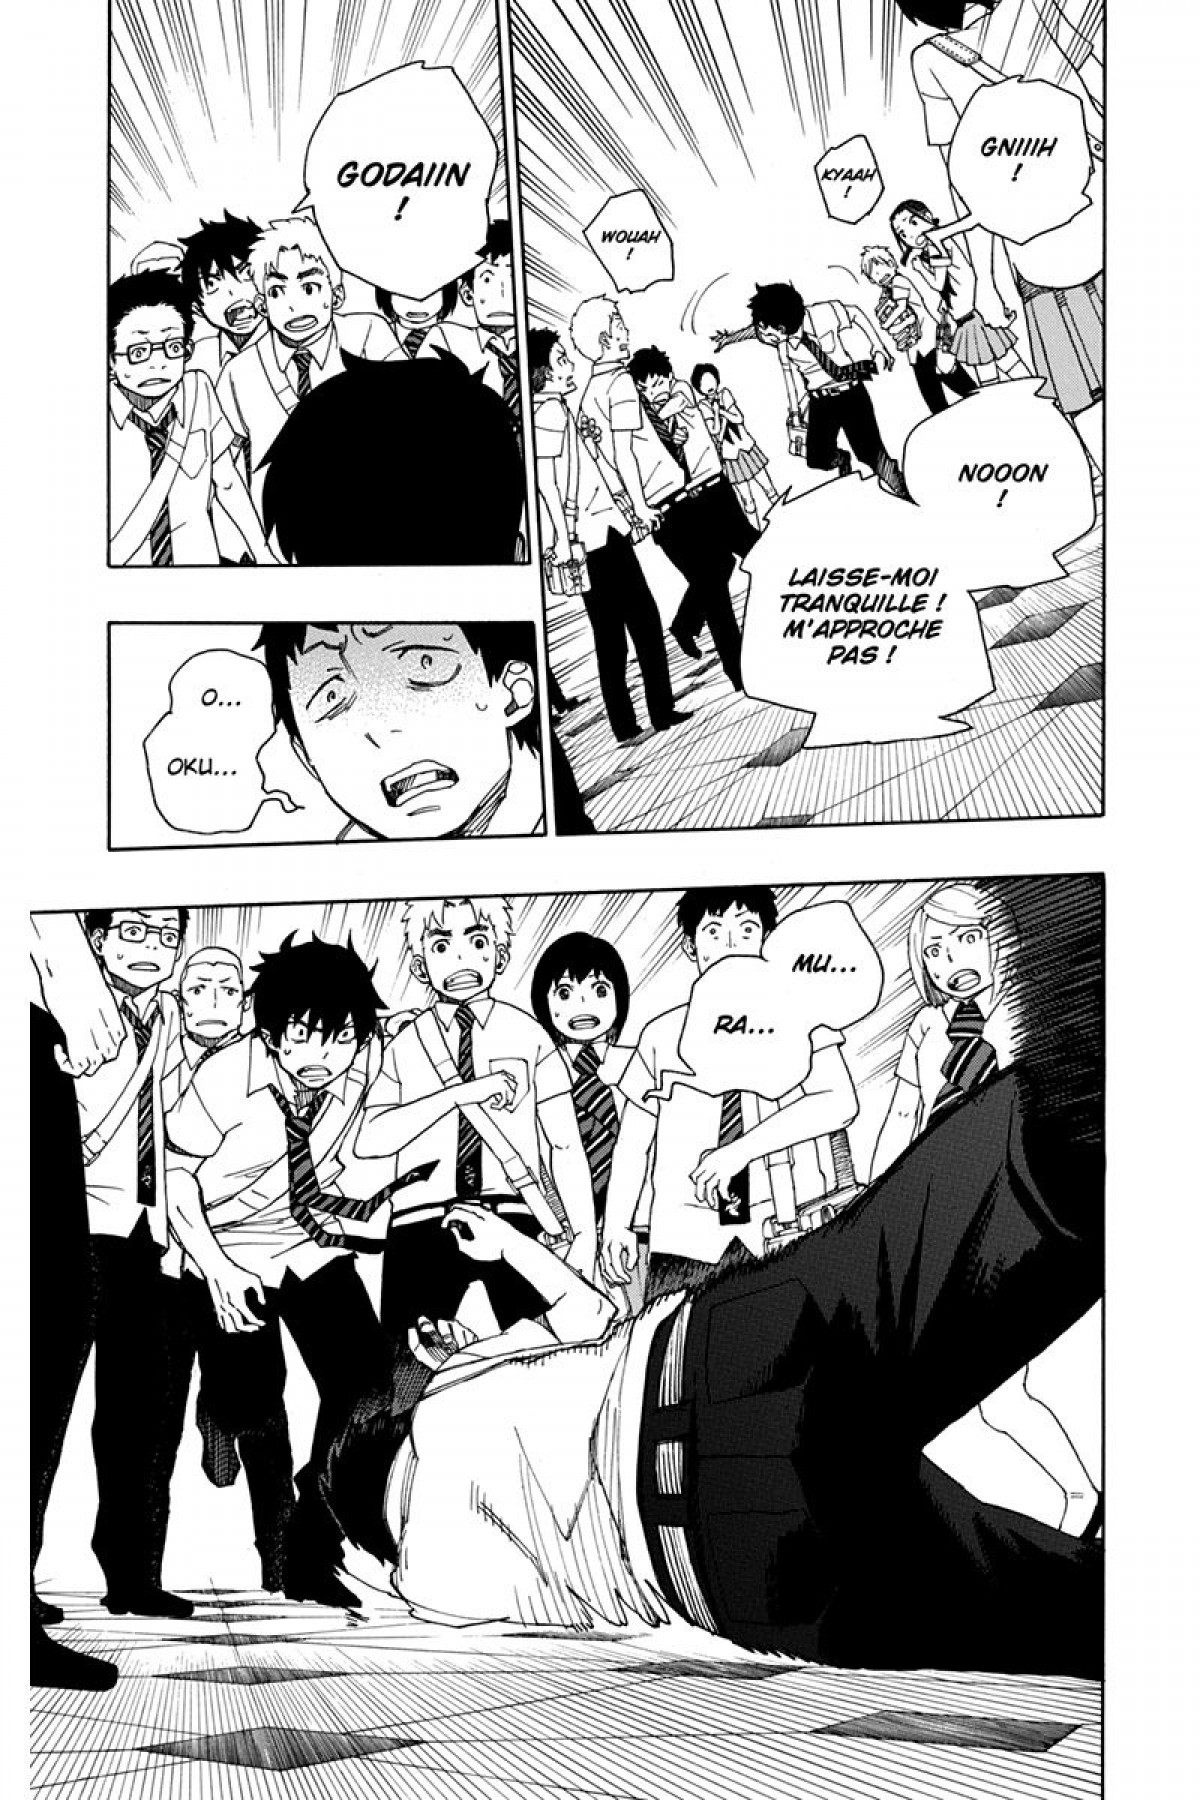 GNIIIH
!
KYAAH
!
WOUAH
!
NOOON
!
LAISSE-MOI
TRANQUILLE !
M'APPROCHE
PAS !
GODAIIN
!
O...
OKU...
MU...
RA...